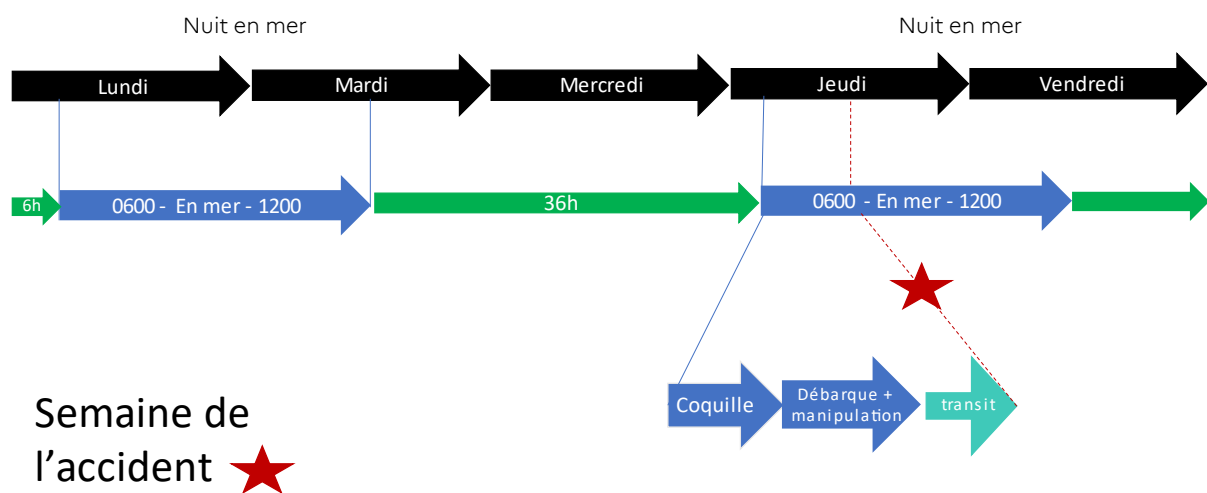 Nuit en mer
Nuit en mer
Lundi
Mardi
Mercredi
Jeudi
Vendredi
6h
0600 - En mer - 1200
36h
0600 - En mer - 1200
Coquille
Débarque +
manipulation
transit
Semaine de
l'accident